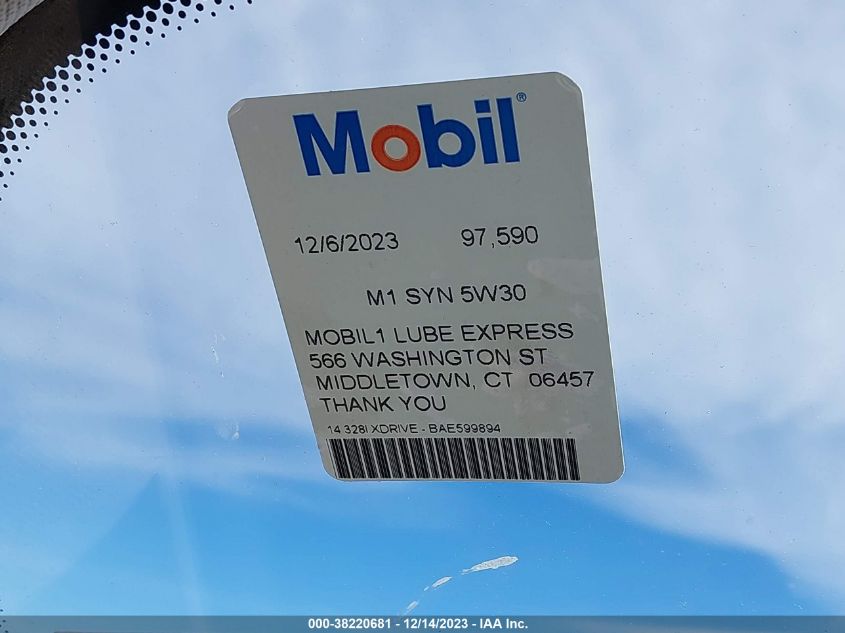 Mobil®
12/6/2023 97,590
M1 SYN 5W30
MOBIL1 LUBE EXPRESS
566 WASHINGTON ST
MIDDLETOWN, CT 06457
THANK YOU
14 328I XDRIVE - BAE599894
000-38220681 - 12/14/2023 - IAA Inc.